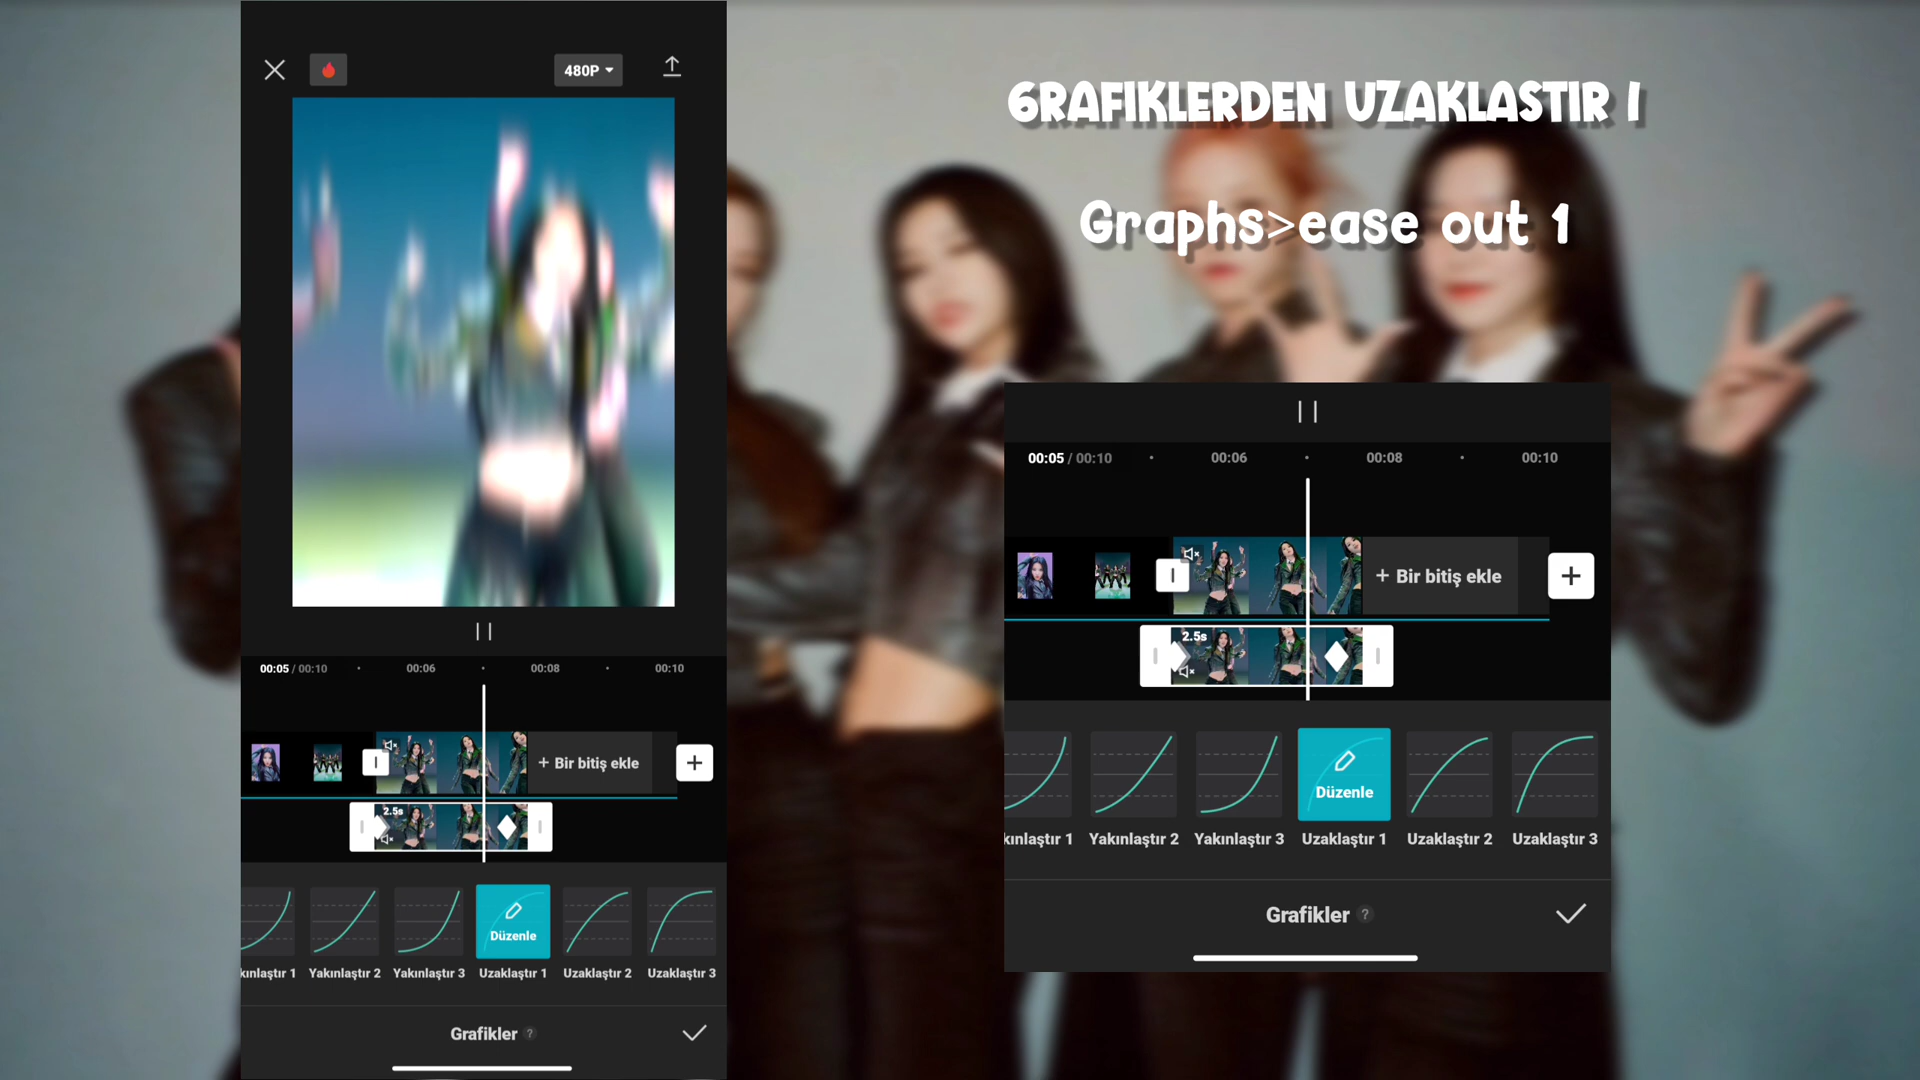 480P
6RAFIKLERDEN UZAKLASTIR I
Graphs>ease out 1
00:05 / 00:10
00:06
00:08
00:10
+ Bir bitiş ekle
2.5s
Düzenle
kınlaştır 1
Yakınlaştır 2
Yakınlaştır 3
Uzaklaştır 1
Uzaklaştır 2
Uzaklaştır 3
Grafikler ?
00:05 / 00:10
00:06
00:08
00:10
+ Bir bitiş ekle
2.5s
Düzenle
kınlaştır 1
Yakınlaştır 2
Yakınlaştır 3
Uzaklaştır 1
Uzaklaştır 2
Uzaklaştır 3
Grafikler ?